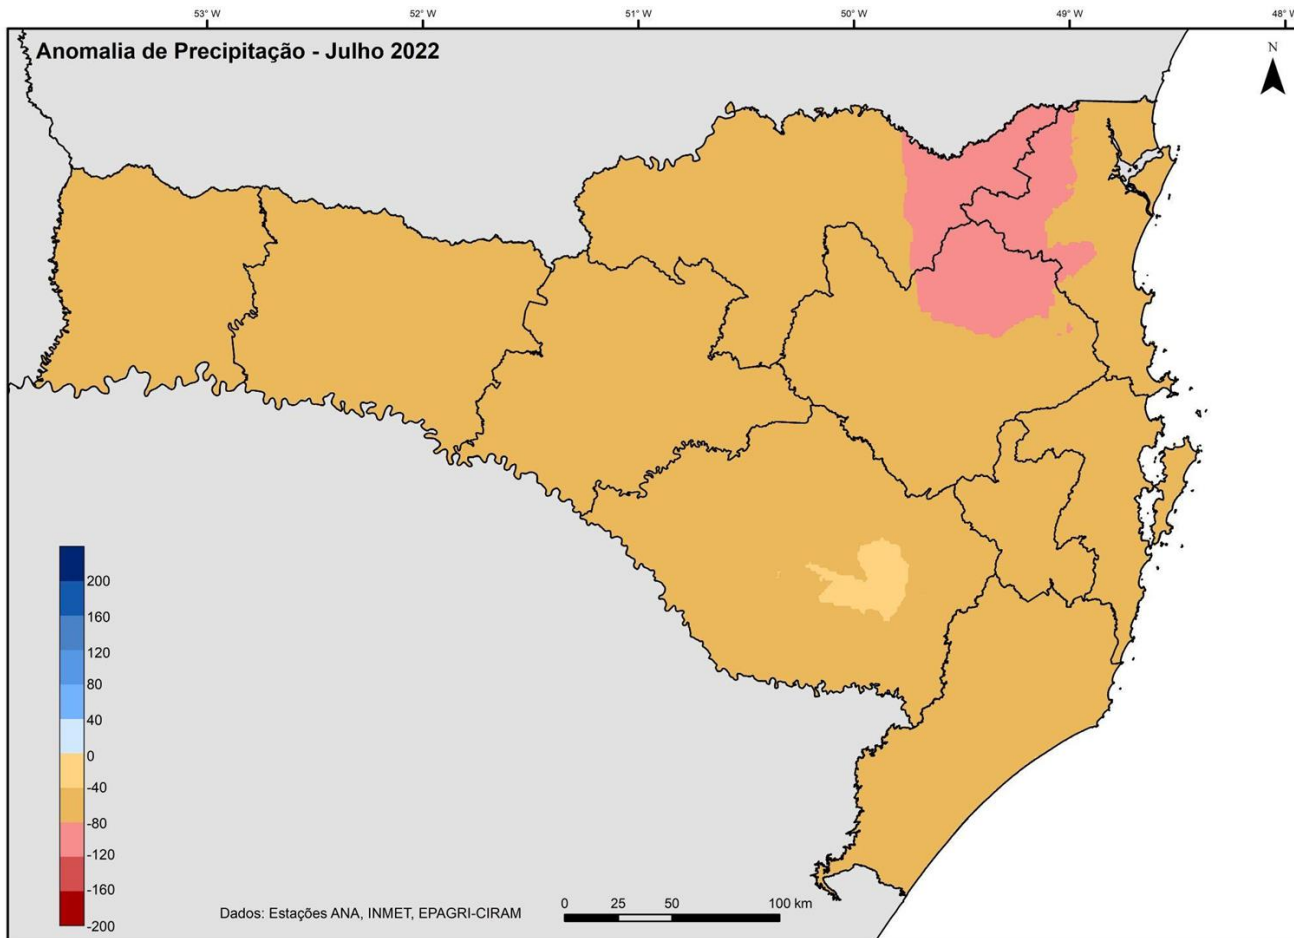 53° W 52° W 51° W 50° W 49° W 48° W
Anomalia de Precipitação - Julho 2022
N
200
160
120
80
40
0
-40
-80
-120
-160
-200
Dados: Estações ANA, INMET, EPAGRI-CIRAM
0 25 50 100 km